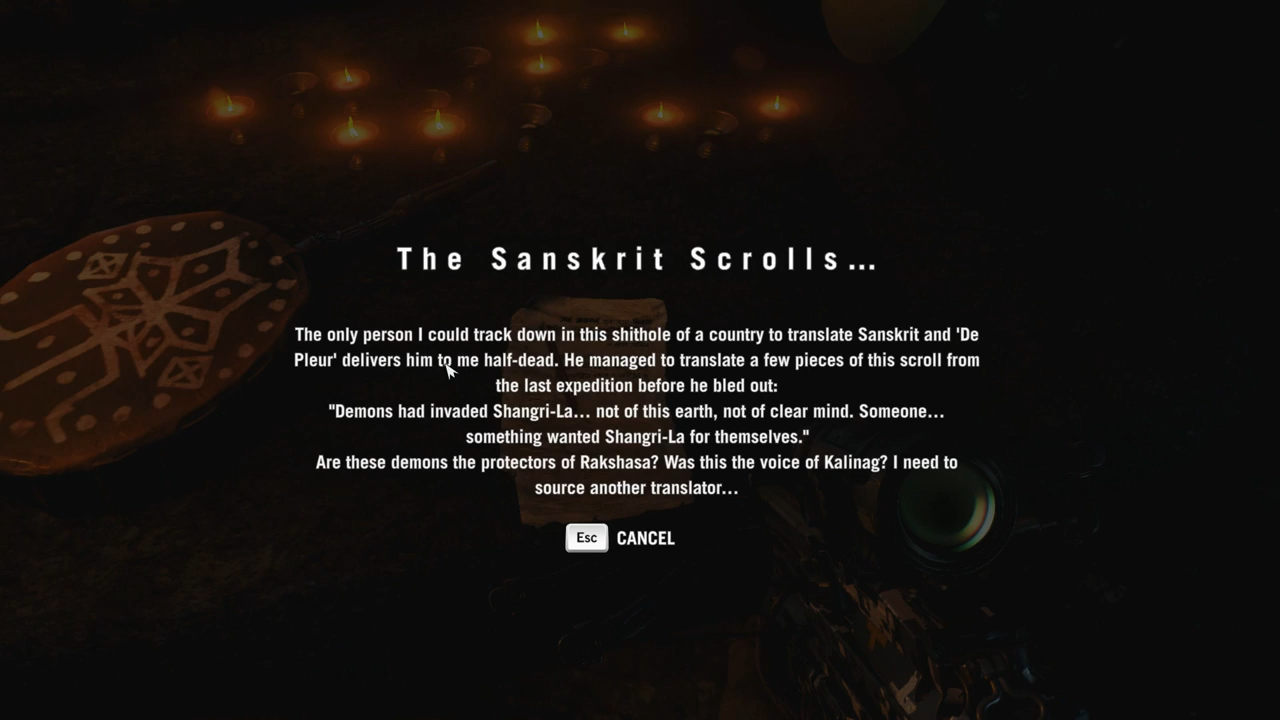 The Sanskrit Scrolls...
The only person I could track down in this shithole of a country to translate Sanskrit and 'De
Pleur' delivers him to me half-dead. He managed to translate a few pieces of this scroll from
the last expedition before he bled out:
"Demons had invaded Shangri-La... not of this earth, not of clear mind. Someone...
something wanted Shangri-La for themselves."
Are these demons the protectors of Rakshasa? Was this the voice of Kalinag? I need to
source another translator...
Esc CANCEL